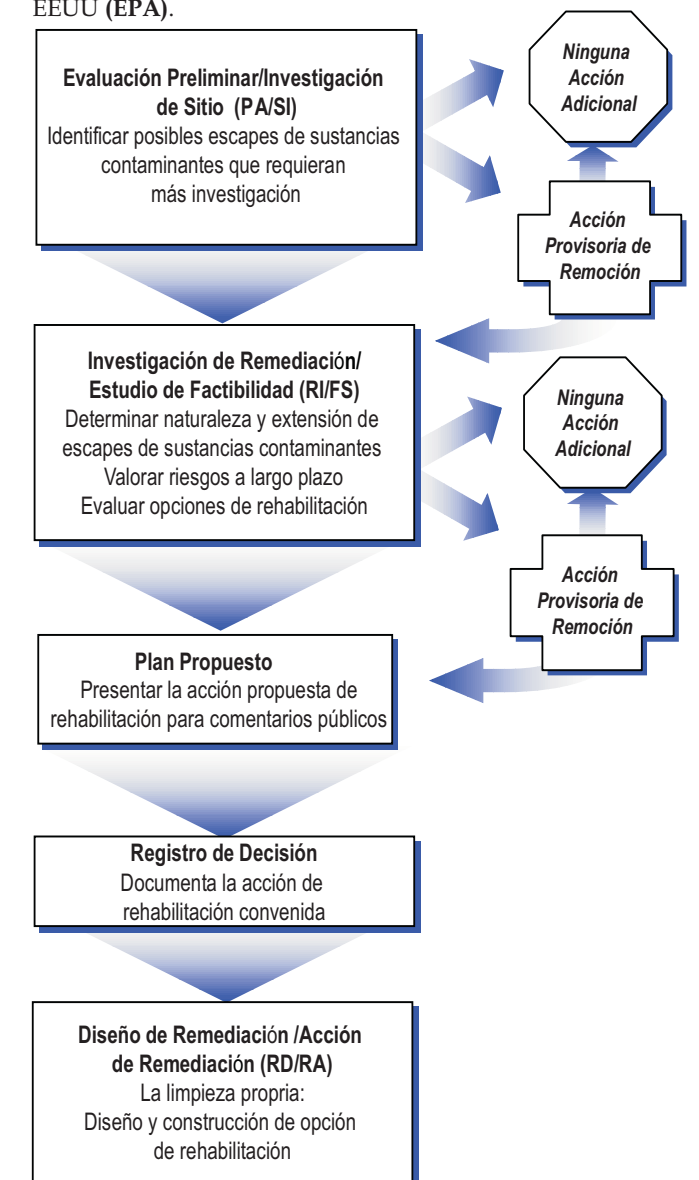 EEUU (EPA).
Evaluación Preliminar/Investigación
de Sitio (PA/SI)
Identificar posibles escapes de sustancias
contaminantes que requieran
más investigación
Ninguna
Acción
Adicional
Acción
Provisoria de
Remoción
Investigación de Remediación/
Estudio de Factibilidad (RI/FS)
Determinar naturaleza y extensión de
escapes de sustancias contaminantes
Valorar riesgos a largo plazo
Evaluar opciones de rehabilitación
Ninguna
Acción
Adicional
Acción
Provisoria de
Remoción
Plan Propuesto
Presentar la acción propuesta de
rehabilitación para comentarios públicos
Registro de Decisión
Documenta la acción de
rehabilitación convenida
Diseño de Remediación /Acción
de Remediación (RD/RA)
La limpieza propria:
Diseño y construcción de opción
de rehabilitación